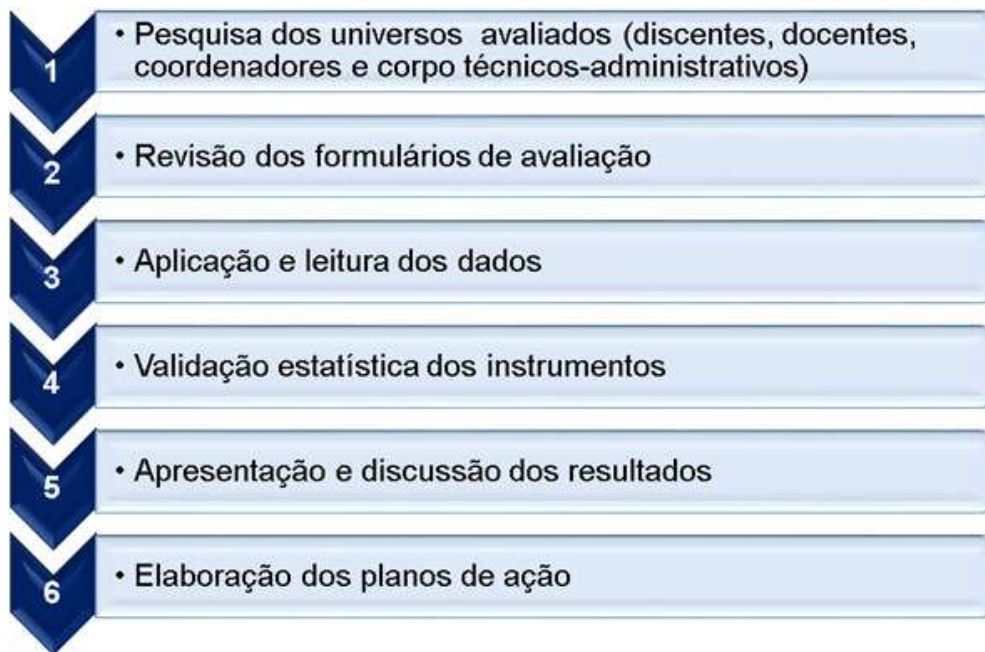 1
• Pesquisa dos universos avaliados (discentes, docentes,
coordenadores e corpo técnicos-administrativos)
2
• Revisão dos formulários de avaliação
3
• Aplicação e leitura dos dados
4
• Validação estatística dos instrumentos
5
• Apresentação e discussão dos resultados
6
• Elaboração dos planos de ação